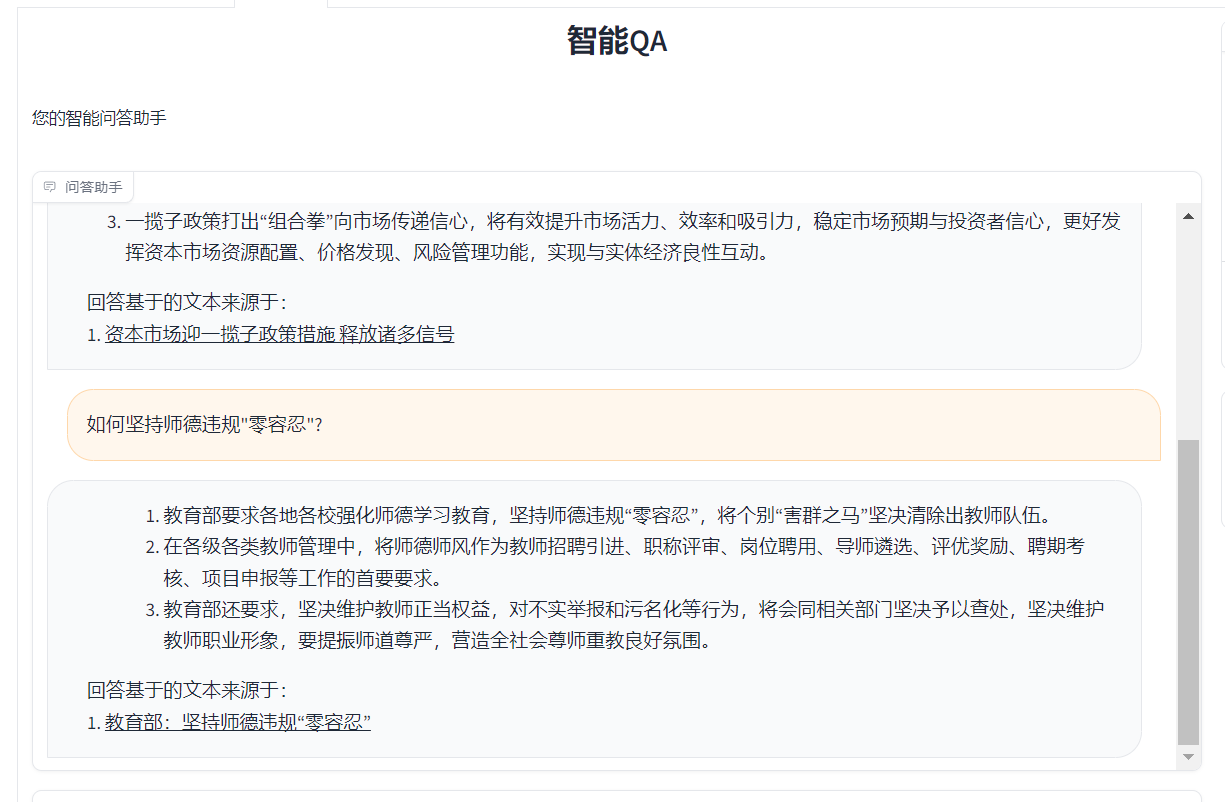 智能QA
您的智能问答助手
问答助手
3. 一揽子政策打出“组合拳”向市场传递信心，将有效提升市场活力、效率和吸引力，稳定市场预期与投资者信心，更好发
挥资本市场资源配置、价格发现、风险管理功能，实现与实体经济良性互动。
回答基于的文本来源于：
1. 资本市场迎一揽子政策措施 释放诸多信号
如何坚持师德违规"零容忍"?
1. 教育部要求各地各校强化师德学习教育，坚持师德违规“零容忍”，将个别“害群之马”坚决清除出教师队伍。
2. 在各级各类教师管理中，将师德师风作为教师招聘引进、职称评审、岗位聘用、导师遴选、评优奖励、聘期考
核、项目申报等工作的首要要求。
3. 教育部还要求，坚决维护教师正当权益，对不实举报和污名化等行为，将会同相关部门坚决予以查处，坚决维护
教师职业形象，要提振师道尊严，营造全社会尊师重教良好氛围。
回答基于的文本来源于：
1. 教育部：坚持师德违规“零容忍”